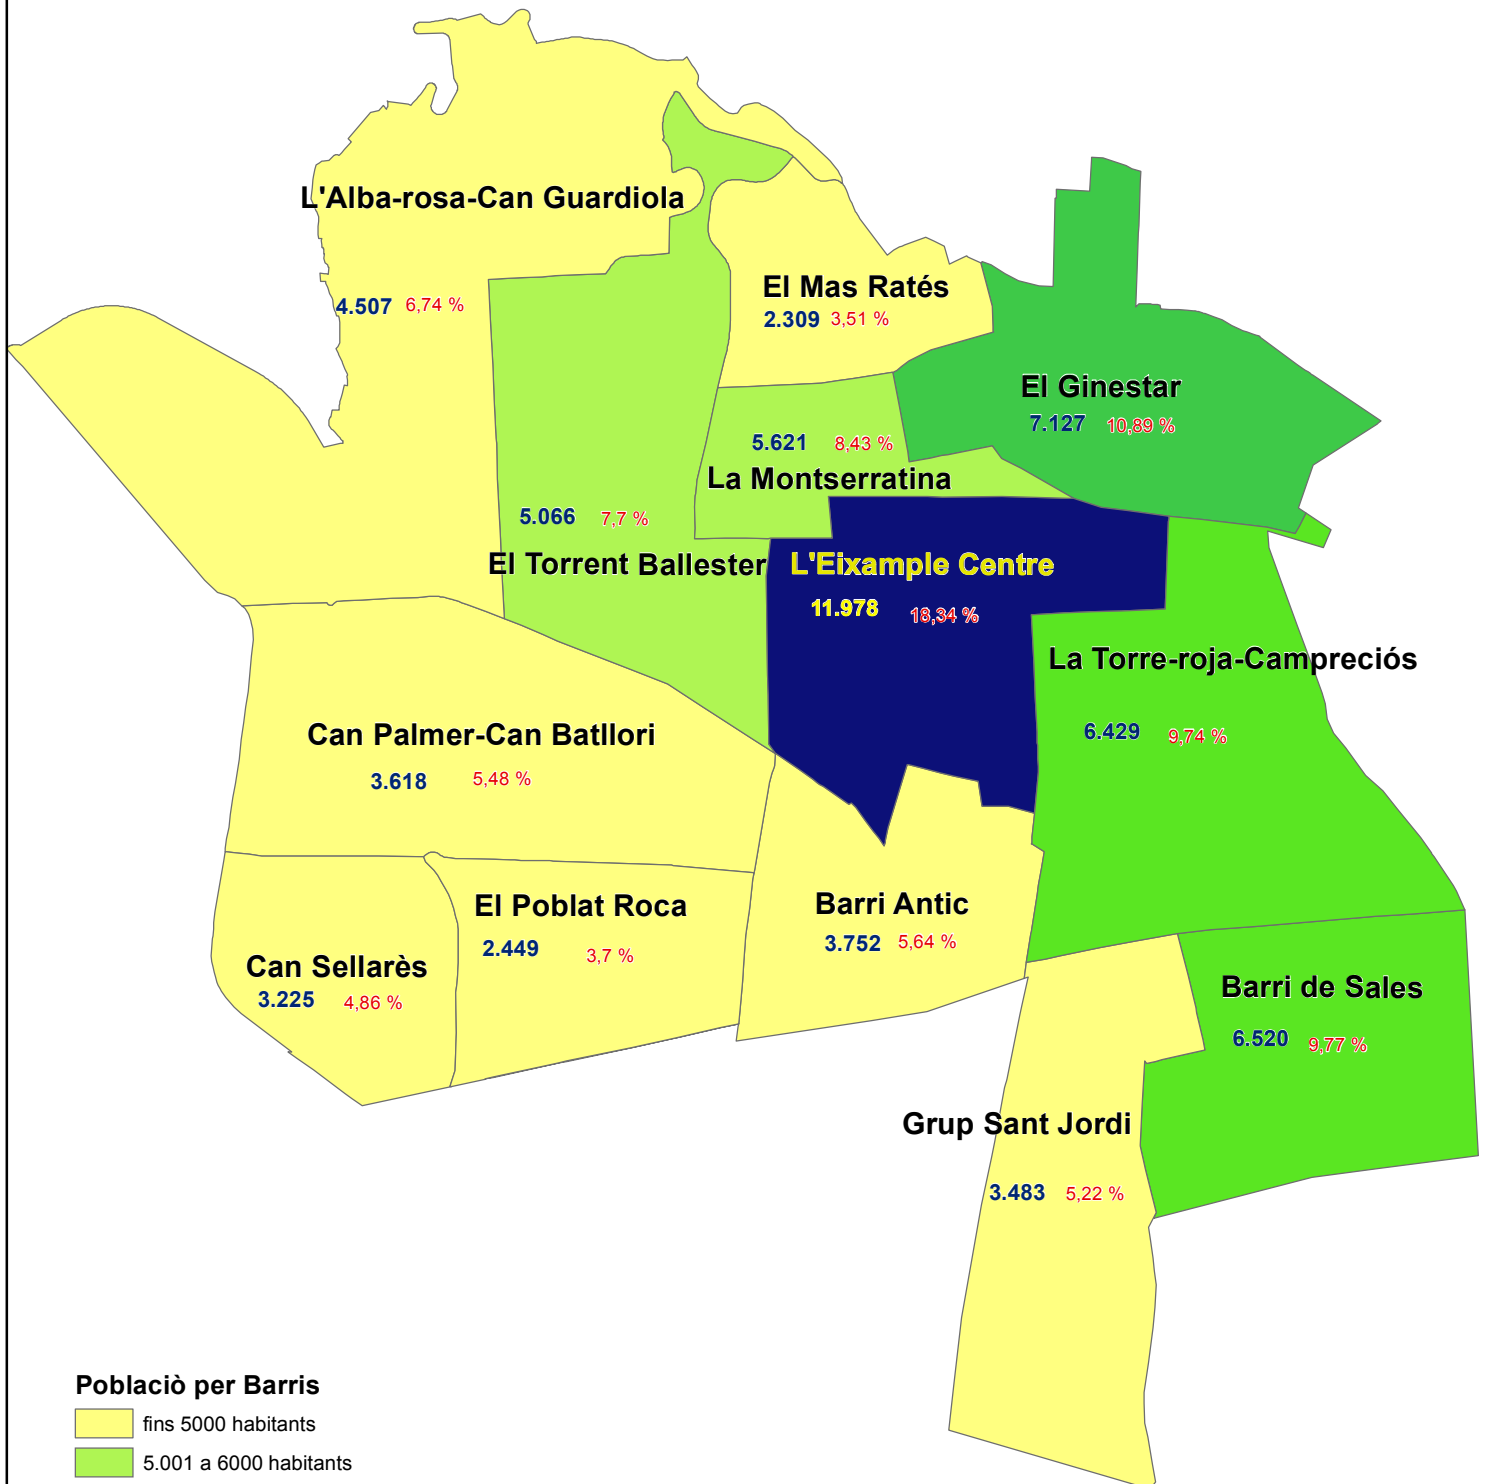 L'Alba-rosa-Can Guardiola
4.507 6,74 %
El Mas Ratés
2.309 3,51 %
El Ginestar
7.127 10,89 %
5.621 8,43 %
La Montserratina
5.066 7,7 %
El Torrent Ballester
L'Eixample Centre
11.978 18,34 %
La Torre-roja-Campreciós
6.429 9,74 %
Can Palmer-Can Batllori
3.618 5,48 %
El Poblat Roca
2.449 3,7 %
Barri Antic
3.752 5,64 %
Can Sellarès
3.225 4,86 %
Barri de Sales
6.520 9,77 %
Grup Sant Jordi
3.483 5,22 %
Poblaciò per Barris
fins 5000 habitants
5.001 a 6000 habitants